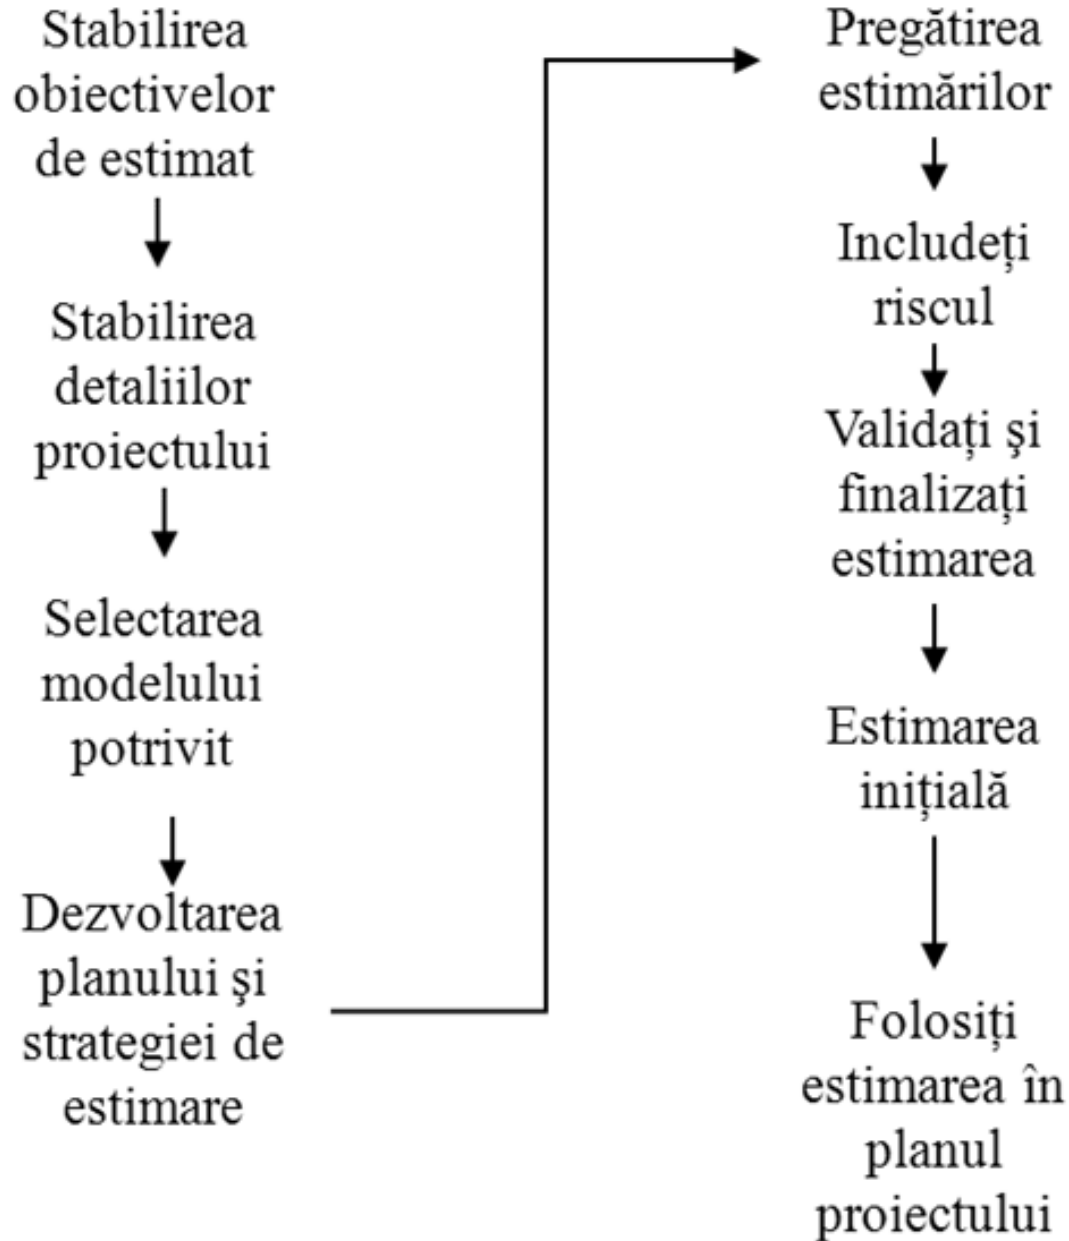 Stabilirea
obiectivelor
de estimat
Stabilirea
detaliilor
proiectului
Selectarea
modelului
potrivit
Dezvoltarea
planului şi
strategiei de
estimare
Pregătirea
estimărilor
Includeți
riscul
Validați şi
finalizați
estimarea
Estimarea
inițială
Folosiți
estimarea în
planul
proiectului